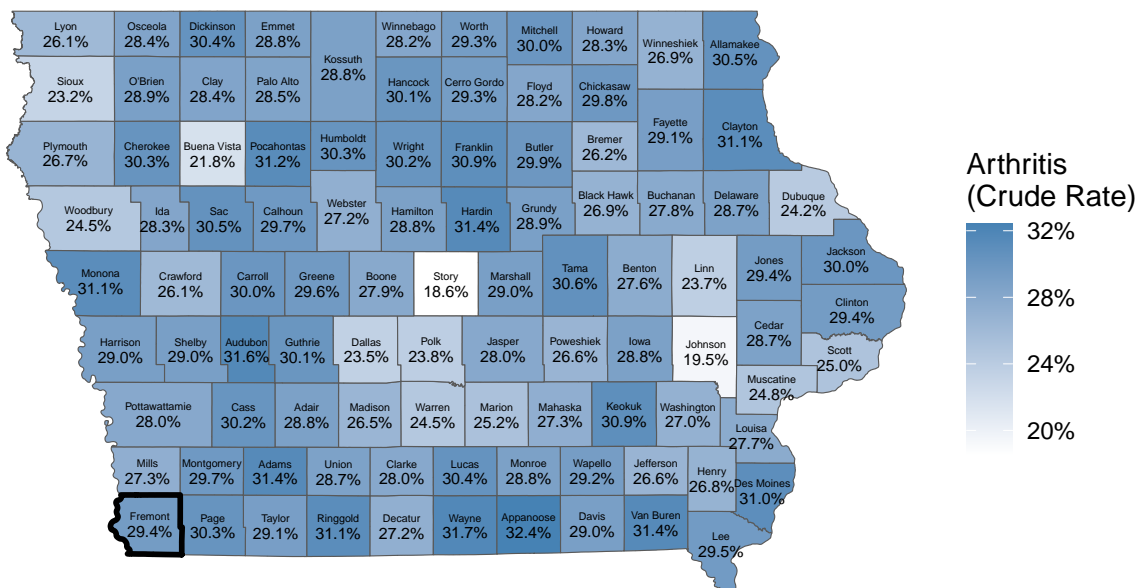 Lyon
26.1%
Osceola
28.4%
Dickinson
30.4%
Emmet
28.8%
Kossuth
28.8%
Winnebago
28.2%
Worth
29.3%
Mitchell
30.0%
Howard
28.3%
Winneshiek
26.9%
Allamakee
30.5%
Sioux
23.2%
O'Brien
28.9%
Clay
28.4%
Palo Alto
28.5%
Hancock
30.1%
Cerro Gordo
29.3%
Floyd
28.2%
Chickasaw
29.8%
Fayette
29.1%
Clayton
31.1%
Plymouth
26.7%
Cherokee
30.3%
Buena Vista
21.8%
Pocahontas
31.2%
Humboldt
30.3%
Wright
30.2%
Franklin
30.9%
Butler
29.9%
Bremer
26.2%
Woodbury
24.5%
Ida
28.3%
Sac
30.5%
Calhoun
29.7%
Webster
27.2%
Hamilton
28.8%
Hardin
31.4%
Grundy
28.9%
Black Hawk
26.9%
Buchanan
27.8%
Delaware
28.7%
Dubuque
24.2%
Monona
31.1%
Crawford
26.1%
Carroll
30.0%
Greene
29.6%
Boone
27.9%
Story
18.6%
Marshall
29.0%
Tama
30.6%
Benton
27.6%
Linn
23.7%
Jones
29.4%
Jackson
30.0%
Clinton
29.4%
Harrison
29.0%
Shelby
29.0%
Audubon
31.6%
Guthrie
30.1%
Dallas
23.5%
Polk
23.8%
Jasper
28.0%
Poweshiek
26.6%
Iowa
28.8%
Johnson
19.5%
Cedar
28.7%
Scott
25.0%
Muscatine
24.8%
Pottawattamie
28.0%
Cass
30.2%
Adair
28.8%
Madison
26.5%
Warren
24.5%
Marion
25.2%
Mahaska
27.3%
Keokuk
30.9%
Washington
27.0%
Louisa
27.7%
Mills
27.3%
Montgomery
29.7%
Adams
31.4%
Union
28.7%
Clarke
28.0%
Lucas
30.4%
Monroe
28.8%
Wapello
29.2%
Jefferson
26.6%
Henry
26.8%
Des Moines
31.0%
Fremont
29.4%
Page
30.3%
Taylor
29.1%
Ringgold
31.1%
Decatur
27.2%
Wayne
31.7%
Appanoose
32.4%
Davis
29.0%
Van Buren
31.4%
Lee
29.5%
Arthritis
(Crude Rate)
32%
28%
24%
20%